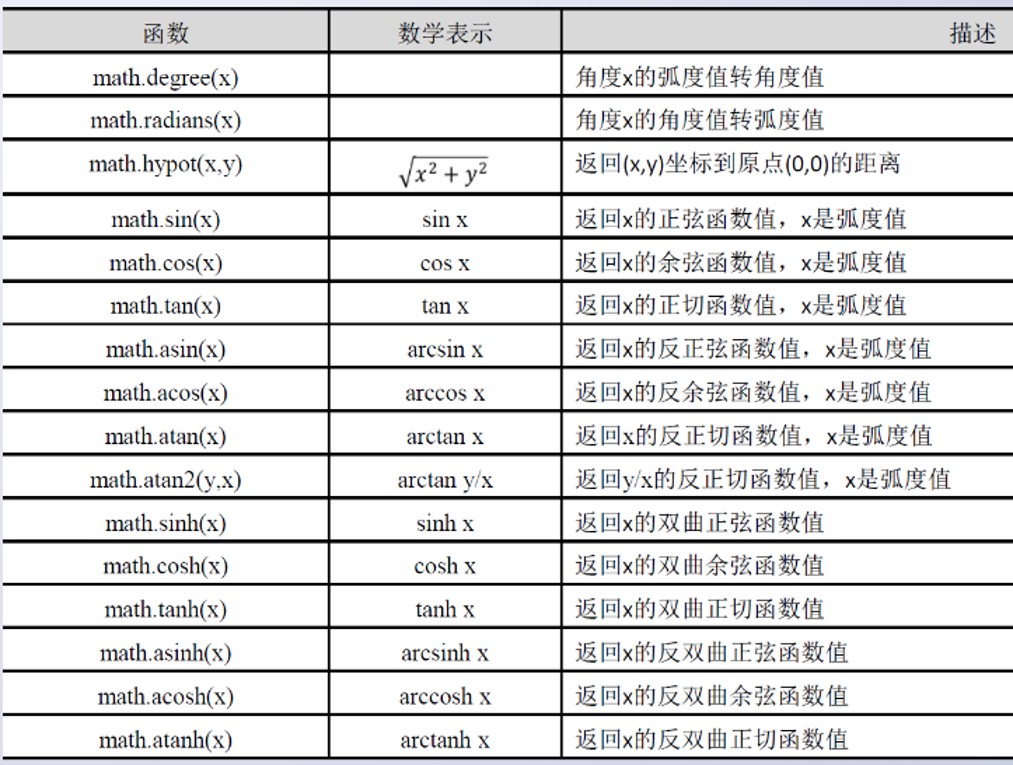 函数 数学表示 描述
math.degree(x) 角度x的弧度值转角度值
math.radians(x) 角度x的角度值转弧度值
math.hypot(x,y) √x² + y² 返回(x,y)坐标到原点(0,0)的距离
math.sin(x) sin x 返回x的正弦函数值，x是弧度值
math.cos(x) cos x 返回x的余弦函数值，x是弧度值
math.tan(x) tan x 返回x的正切函数值，x是弧度值
math.asin(x) arcsin x 返回x的反正弦函数值，x是弧度值
math.acos(x) arccos x 返回x的反余弦函数值，x是弧度值
math.atan(x) arctan x 返回x的反正切函数值，x是弧度值
math.atan2(y,x) arctan y/x 返回y/x的反正切函数值，x是弧度值
math.sinh(x) sinh x 返回x的双曲正弦函数值
math.cosh(x) cosh x 返回x的双曲余弦函数值
math.tanh(x) tanh x 返回x的双曲正切函数值
math.asinh(x) arcsinh x 返回x的反双曲正弦函数值
math.acosh(x) arccosh x 返回x的反双曲余弦函数值
math.atanh(x) arctanh x 返回x的反双曲正切函数值